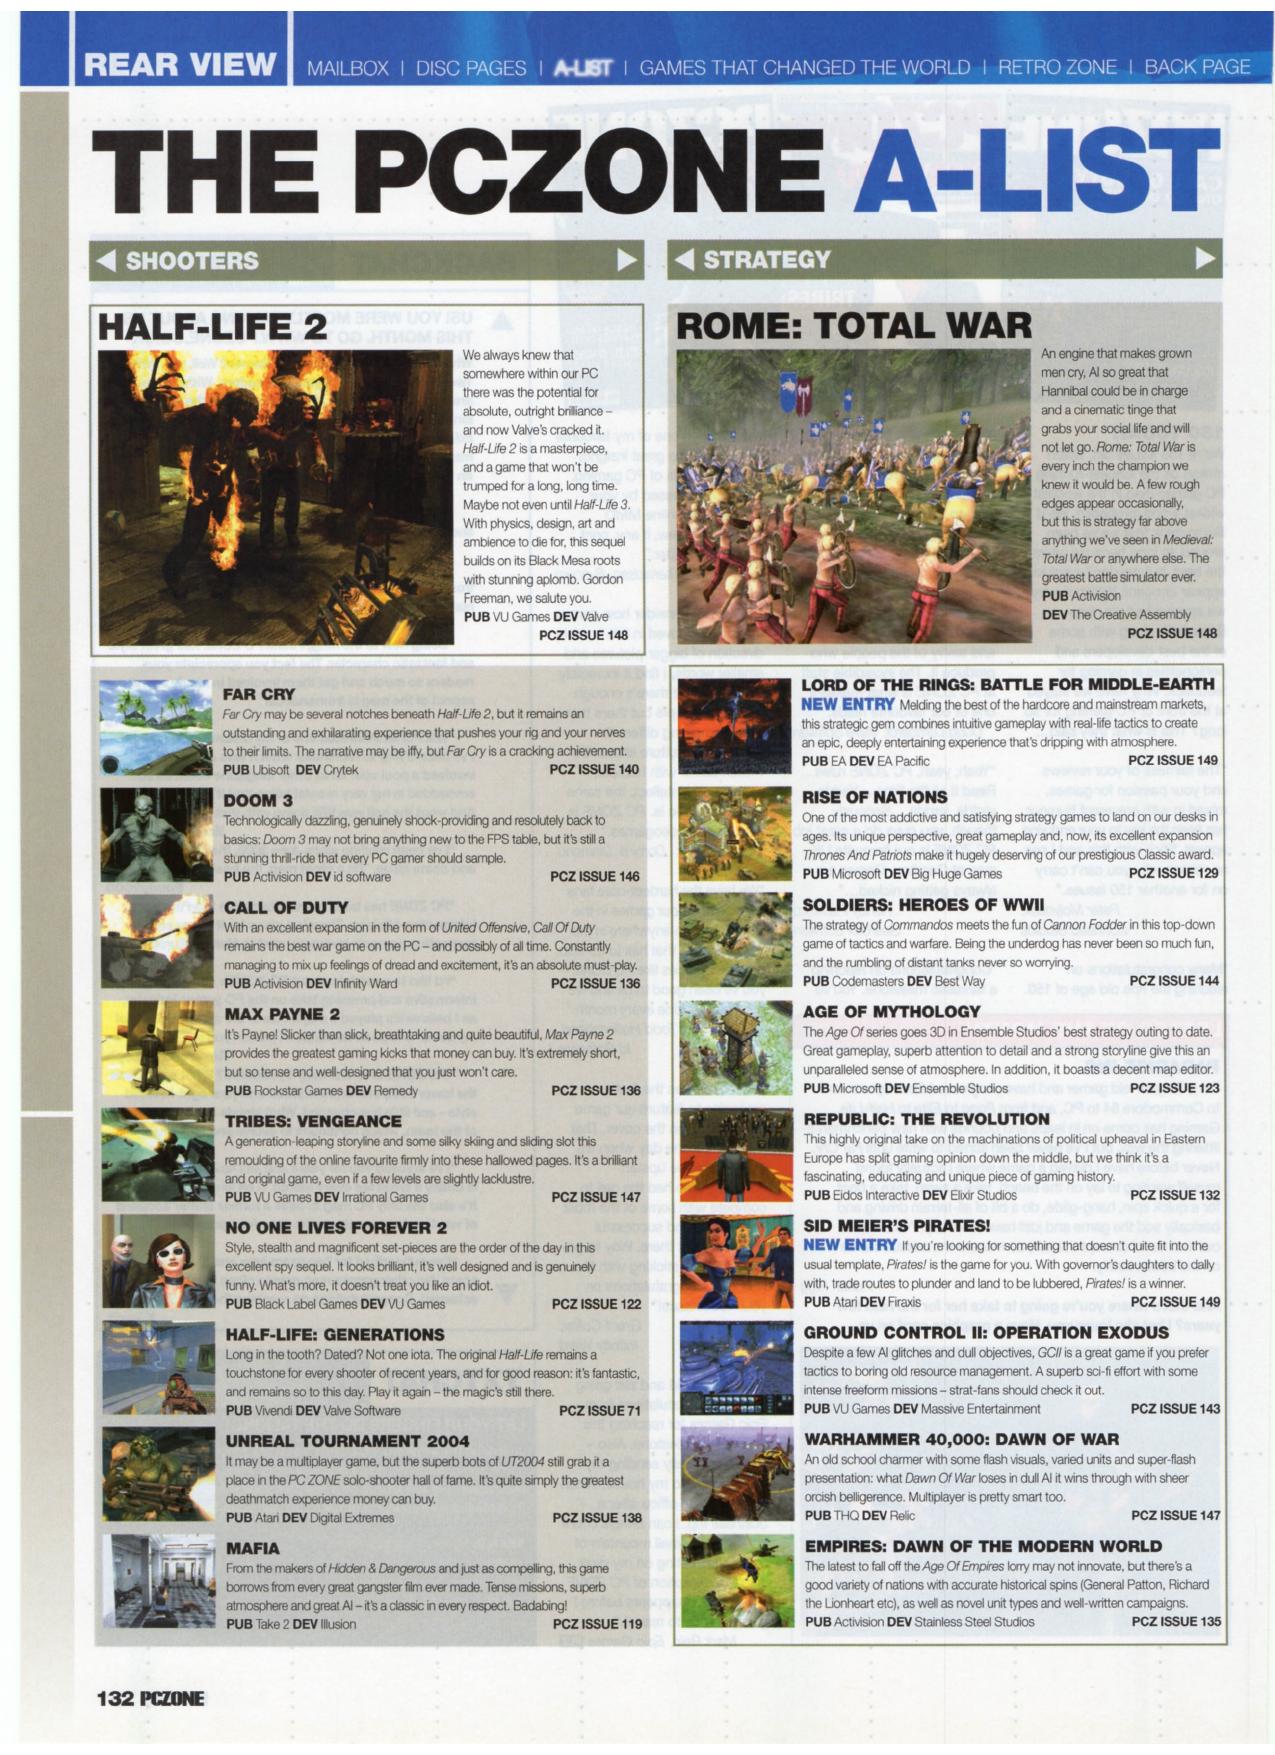 REAR VIEW
MAILBOX | DISC PAGES | A-LIST | GAMES THAT CHANGED THE WORLD | RETRO ZONE | BACK PAGE
THE PCZONE A-LIST
SHOOTERS
HALF-LIFE 2
We always knew that
somewhere within our PC
there was the potential for
absolute, outright brilliance –
and now Valve's cracked it.
Half-Life 2 is a masterpiece,
and a game that won't be
trumped for a long, long time.
Maybe not even until Half-Life 3.
With physics, design, art and
ambience to die for, this sequel
builds on its Black Mesa roots
with stunning aplomb. Gordon
Freeman, we salute you.
PUB VU Games DEV Valve
PCZ ISSUE 148
FAR CRY
Far Cry may be several notches beneath Half-Life 2, but it remains an
outstanding and exhilarating experience that pushes your rig and your nerves
to their limits. The narrative may be iffy, but Far Cry is a cracking achievement.
PUB Ubisoft DEV Crytek PCZ ISSUE 140
DOOM 3
Technologically dazzling, genuinely shock-providing and resolutely back to
basics: Doom 3 may not bring anything new to the FPS table, but it's still a
stunning thrill-ride that every PC gamer should sample.
PUB Activision DEV id software PCZ ISSUE 146
CALL OF DUTY
With an excellent expansion in the form of United Offensive, Call Of Duty
remains the best war game on the PC – and possibly of all time. Constantly
managing to mix up feelings of dread and excitement, it's an absolute must-play.
PUB Activision DEV Infinity Ward PCZ ISSUE 136
MAX PAYNE 2
It's Payne! Slicker than slick, breathtaking and quite beautiful, Max Payne 2
provides the greatest gaming kicks that money can buy. It's extremely short,
but so tense and well-designed that you just won't care.
PUB Rockstar Games DEV Remedy PCZ ISSUE 136
TRIBES: VENGEANCE
A generation-leaping storyline and some silky skiing and sliding slot this
remoulding of the online favourite firmly into these hallowed pages. It's a brilliant
and original game, even if a few levels are slightly lacklustre.
PUB VU Games DEV Irrational Games PCZ ISSUE 147
NO ONE LIVES FOREVER 2
Style, stealth and magnificent set-pieces are the order of the day in this
excellent spy sequel. It looks brilliant, it's well designed and is genuinely
funny. What's more, it doesn't treat you like an idiot.
PUB Black Label Games DEV VU Games PCZ ISSUE 122
HALF-LIFE: GENERATIONS
Long in the tooth? Dated? Not one iota. The original Half-Life remains a
touchstone for every shooter of recent years, and for good reason: it's fantastic,
and remains so to this day. Play it again – the magic's still there.
PUB Vivendi DEV Valve Software PCZ ISSUE 71
UNREAL TOURNAMENT 2004
It may be a multiplayer game, but the superb bots of UT2004 still grab it a
place in the PC ZONE solo-shooter hall of fame. It's quite simply the greatest
deathmatch experience money can buy.
PUB Atari DEV Digital Extremes PCZ ISSUE 138
MAFIA
From the makers of Hidden & Dangerous and just as compelling, this game
borrows from every great gangster film ever made. Tense missions, superb
atmosphere and great AI – it's a classic in every respect. Badabing!
PUB Take 2 DEV Illusion PCZ ISSUE 119
STRATEGY
ROME: TOTAL WAR
An engine that makes grown
men cry, AI so great that
Hannibal could be in charge
and a cinematic tinge that
grabs your social life and will
not let go. Rome: Total War is
every inch the champion we
knew it would be. A few rough
edges appear occasionally,
but this is strategy far above
anything we've seen in Medieval:
Total War or anywhere else. The
greatest battle simulator ever.
PUB Activision
DEV The Creative Assembly
PCZ ISSUE 148
LORD OF THE RINGS: BATTLE FOR MIDDLE-EARTH
NEW ENTRY Melding the best of the hardcore and mainstream markets,
this strategic gem combines intuitive gameplay with real-life tactics to create
an epic, deeply entertaining experience that's dripping with atmosphere.
PUB EA DEV EA Pacific PCZ ISSUE 149
RISE OF NATIONS
One of the most addictive and satisfying strategy games to land on our desks in
ages. Its unique perspective, great gameplay and, now, its excellent expansion
Thrones And Patriots make it hugely deserving of our prestigious Classic award.
PUB Microsoft DEV Big Huge Games PCZ ISSUE 129
SOLDIERS: HEROES OF WWII
The strategy of Commandos meets the fun of Cannon Fodder in this top-down
game of tactics and warfare. Being the underdog has never been so much fun,
and the rumbling of distant tanks never so worrying.
PUB Codemasters DEV Best Way PCZ ISSUE 144
AGE OF MYTHOLOGY
The Age Of series goes 3D in Ensemble Studios' best strategy outing to date.
Great gameplay, superb attention to detail and a strong storyline give this an
unparalleled sense of atmosphere. In addition, it boasts a decent map editor.
PUB Microsoft DEV Ensemble Studios PCZ ISSUE 123
REPUBLIC: THE REVOLUTION
This highly original take on the machinations of political upheaval in Eastern
Europe has split gaming opinion down the middle, but we think it's a
fascinating, educating and unique piece of gaming history.
PUB Eidos Interactive DEV Elixir Studios PCZ ISSUE 132
SID MEIER'S PIRATES!
NEW ENTRY If you're looking for something that doesn't quite fit into the
usual template, Pirates! is the game for you. With governor's daughters to dally
with, trade routes to plunder and land to be lubbered, Pirates! is a winner.
PUB Atari DEV Firaxis PCZ ISSUE 149
GROUND CONTROL II: OPERATION EXODUS
Despite a few AI glitches and dull objectives, GCII is a great game if you prefer
tactics to boring old resource management. A superb sci-fi effort with some
intense freeform missions – strat-fans should check it out.
PUB VU Games DEV Massive Entertainment PCZ ISSUE 143
WARHAMMER 40,000: DAWN OF WAR
An old school charmer with some flash visuals, varied units and super-flash
presentation: what Dawn Of War loses in dull AI it wins through with sheer
orcish belligerence. Multiplayer is pretty smart too.
PUB THQ DEV Relic PCZ ISSUE 147
EMPIRES: DAWN OF THE MODERN WORLD
The latest to fall off the Age Of Empires lorry may not innovate, but there's a
good variety of nations with accurate historical spins (General Patton, Richard
the Lionheart etc), as well as novel unit types and well-written campaigns.
PUB Activision DEV Stainless Steel Studios PCZ ISSUE 135
132 PCZONE